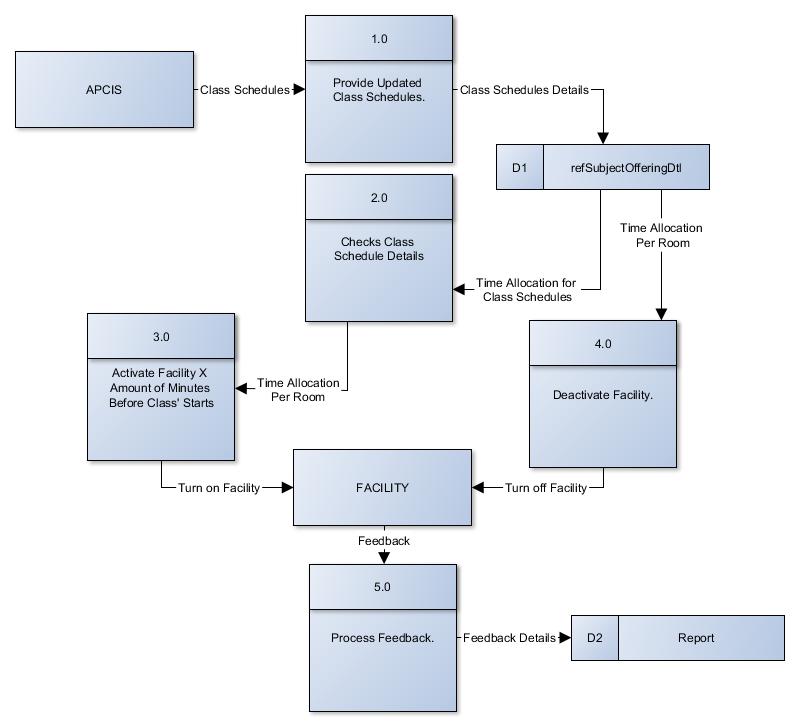 1.0
APCIS
Class Schedules
Provide Updated
Class Schedules.
Class Schedules Details
D1
refSubjectOfferingDtl
2.0
Checks Class
Schedule Details
Time Allocation
Per Room
Time Allocation for
Class Schedules
3.0
Activate Facility X
Amount of Minutes
Before Class' Starts
Time Allocation
Per Room
4.0
Deactivate Facility.
Turn on Facility
FACILITY
Turn off Facility
Feedback
5.0
Process Feedback.
Feedback Details
D2
Report